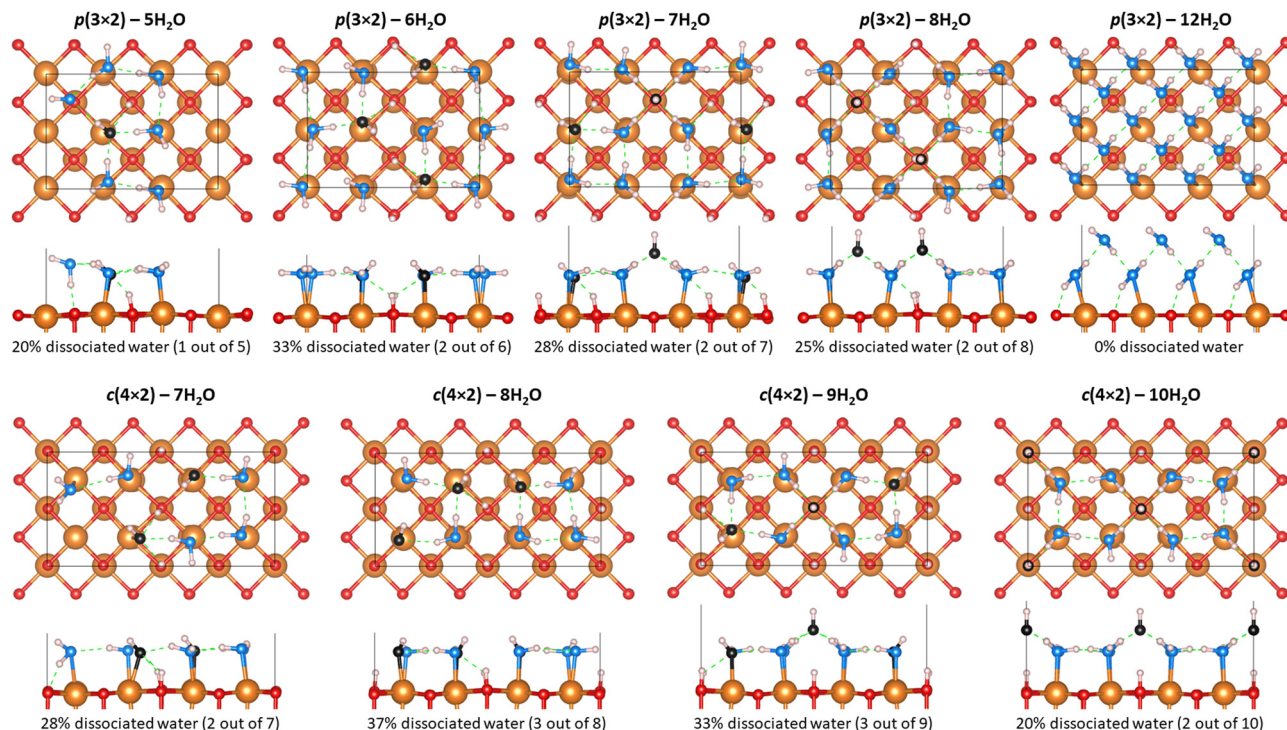 p(3×2) – 5H₂O
p(3×2) – 6H₂O
p(3×2) – 7H₂O
p(3×2) – 8H₂O
p(3×2) – 12H₂O
20% dissociated water (1 out of 5)
33% dissociated water (2 out of 6)
28% dissociated water (2 out of 7)
25% dissociated water (2 out of 8)
0% dissociated water
c(4×2) – 7H₂O
c(4×2) – 8H₂O
c(4×2) – 9H₂O
c(4×2) – 10H₂O
28% dissociated water (2 out of 7)
37% dissociated water (3 out of 8)
33% dissociated water (3 out of 9)
20% dissociated water (2 out of 10)